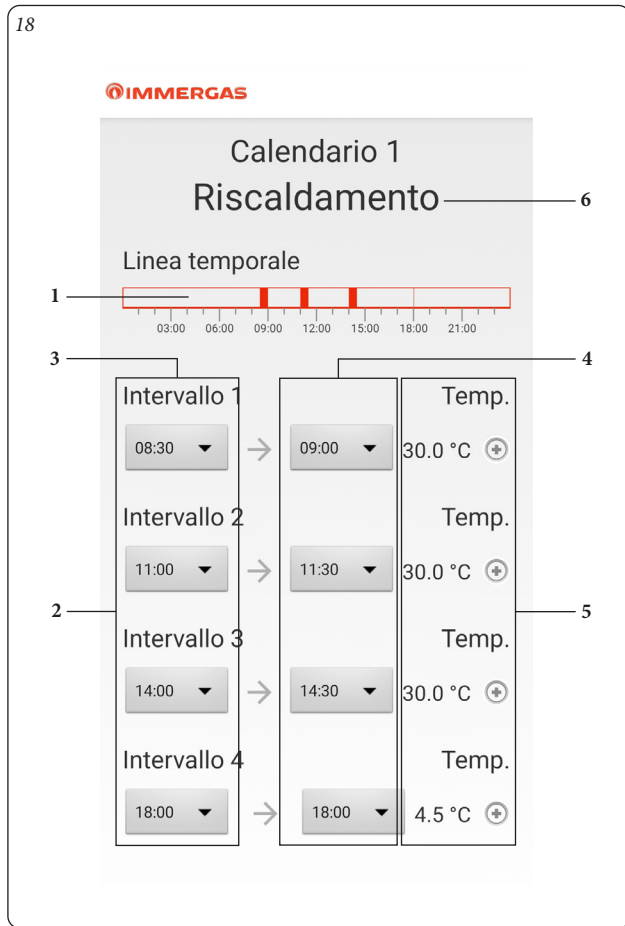 18
IMMERGAS
Calendario 1
Riscaldamento
6
Linea temporale
1
03:00 06:00 09:00 12:00 15:00 18:00 21:00
3 4
Intervallo 1 Temp.
08:30 09:00 30.0 °C
Intervallo 2 Temp.
11:00 11:30 30.0 °C
2 5
Intervallo 3 Temp.
14:00 14:30 30.0 °C
Intervallo 4 Temp.
18:00 18:00 4.5 °C